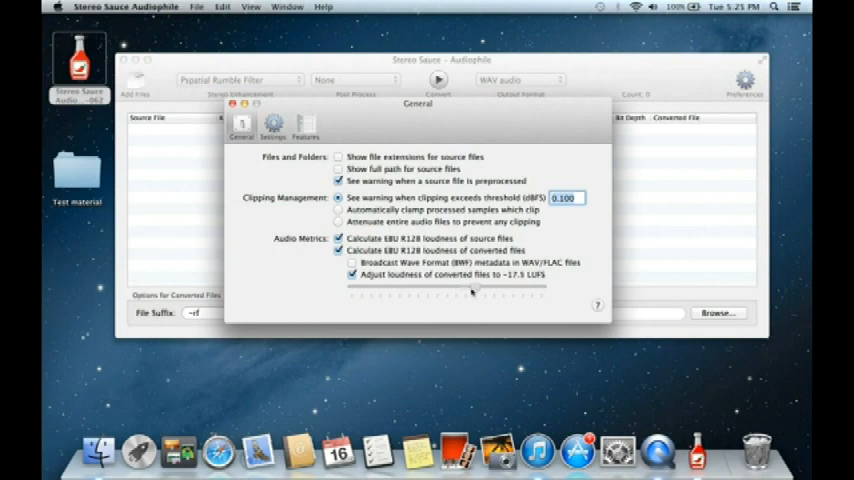 Stereo Sauce Audiophile File Edit View Window Help
100% Tue 5:25 PM
Stereo Sauce
Audio ...-062
Test material
Stereo Sauce - Audiophile
Pspatial Rumble Filter None WAV audio
Add Files Stereo Enhancement Post Process Convert Output Format Count: 0 Preferences
Source File Bit Depth Converted File
General
General Settings Features
Files and Folders: Show file extensions for source files
Show full path for source files
See warning when a source file is preprocessed
Clipping Management: See warning when clipping exceeds threshold (dBFS) 0.100
Automatically clamp processed samples which clip
Attenuate entire audio files to prevent any clipping
Audio Metrics: Calculate EBU R128 loudness of source files
Calculate EBU R128 loudness of converted files
Broadcast Wave Format (BWF) metadata in WAV/FLAC files
Adjust loudness of converted files to -17.5 LUFS
?
Options for Converted Files
File Suffix: -rf Browse...
16